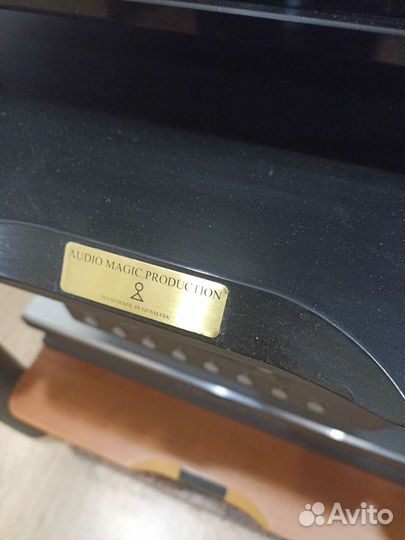 AUDIO MAGIC PRODUCTION
HANDMADE IN DENMARK
Avito